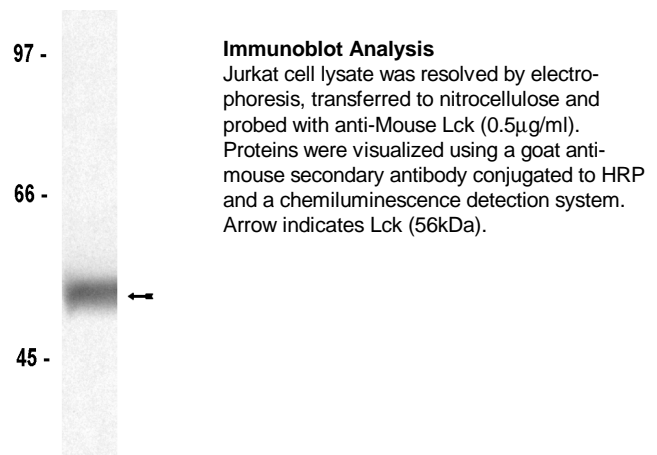 97 -
66 -
45 -
Immunoblot Analysis
Jurkat cell lysate was resolved by electro-
phoresis, transferred to nitrocellulose and
probed with anti-Mouse Lck (0.5μg/ml).
Proteins were visualized using a goat anti-
mouse secondary antibody conjugated to HRP
and a chemiluminescence detection system.
Arrow indicates Lck (56kDa).